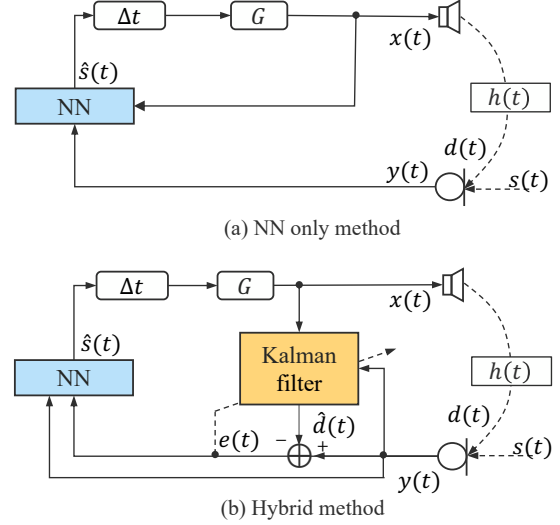 Δt
G
x(t)
ŝ(t)
NN
h(t)
d(t)
y(t)
s(t)
(a) NN only method
Δt
G
x(t)
ŝ(t)
NN
Kalman
filter
h(t)
d̂(t)
d(t)
e(t)
−
+
s(t)
y(t)
(b) Hybrid method